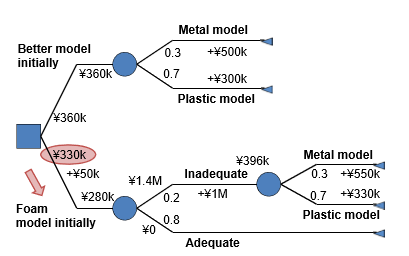 Metal model
0.3
+¥500k
Better model
initially
¥360k
0.7
+¥300k
Plastic model
¥360k
¥330k
+¥50k
¥280k
Foam
model initially
¥1.4M
Inadequate
0.2
+¥1M
¥396k
Metal model
0.3
+¥550k
0.7
+¥330k
Plastic model
0.8
¥0
Adequate